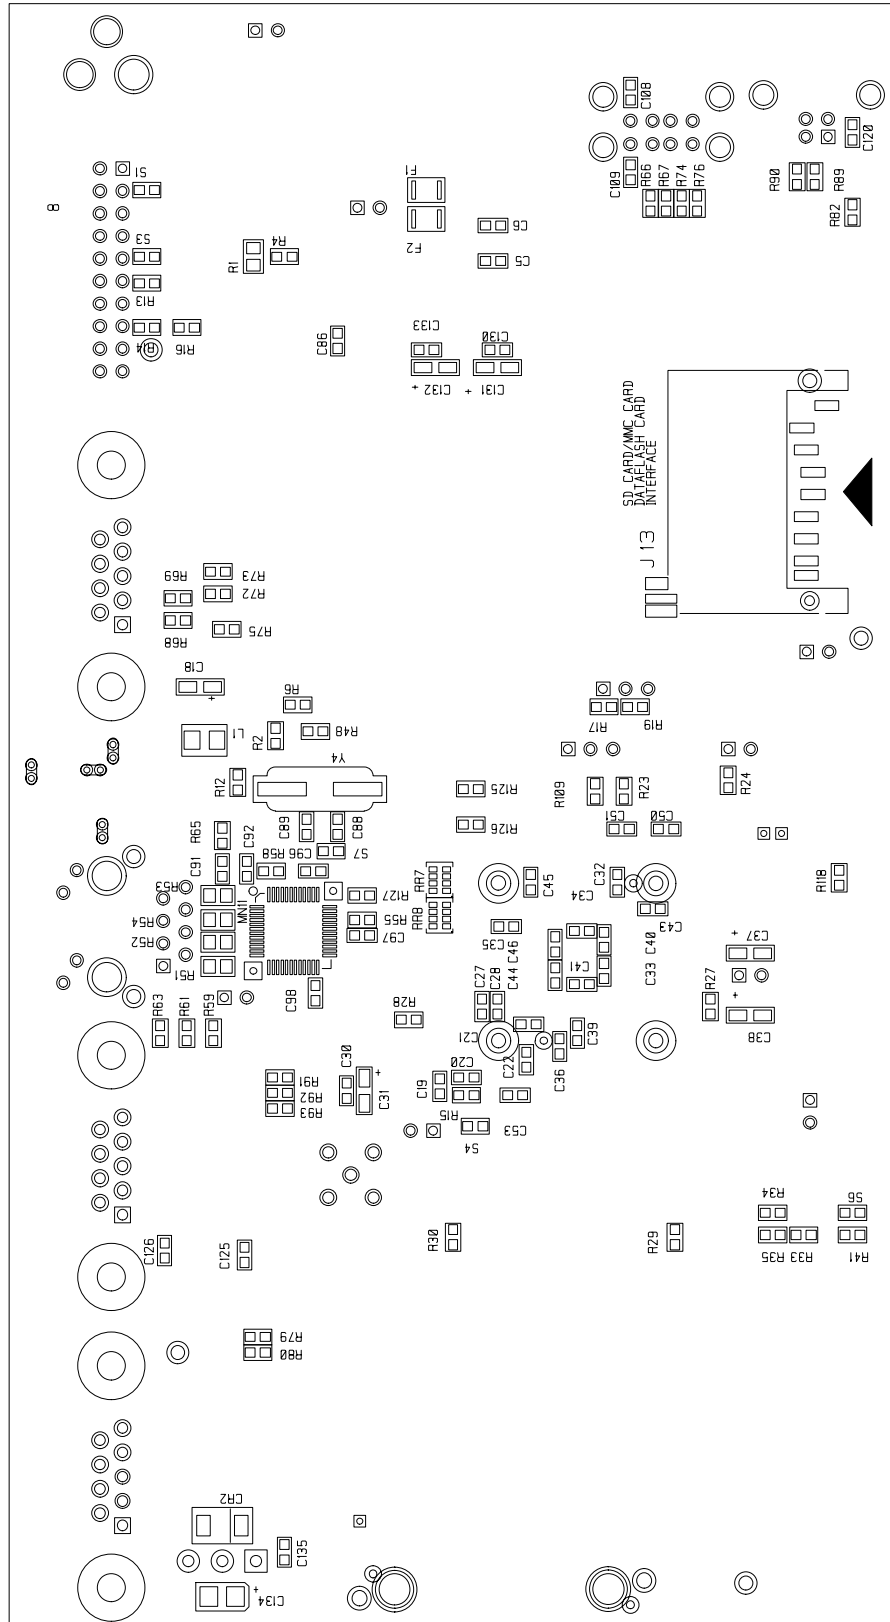 C108
C120
S1
F1
C109
R66
R67
R74
R76
R90
R89
R82
8
F2
C6
S3
R1
R4
C5
R13
R14
R16
C86
C133
C130
+
C132
+
C131
SD CARD/MMC CARD
DATAFLASH CARD
INTERFACE
J13
R69
R73
R72
R68
R75
C18
+
R6
L1
R2
R48
R17
R19
Y4
R12
R125
R109
R23
R24
R65
C92
C89
C88
R126
C51
C50
C91
R58
C96
S7
RR7
C45
C34
C32
R118
R53
MN11
R127
RR8
R54
R55
C35
C46
C43
+
C37
R52
C97
C40
R51
C41
C27
C28
C44
C33
R27
+
C98
R63
R61
R59
R28
C21
C39
C38
C30
+
C20
C22
C36
R91
R92
R93
C31
C19
R15
C53
S4
R34
S6
C126
C125
R30
R29
R35
R33
R41
R79
R80
CR2
C135
+
C134